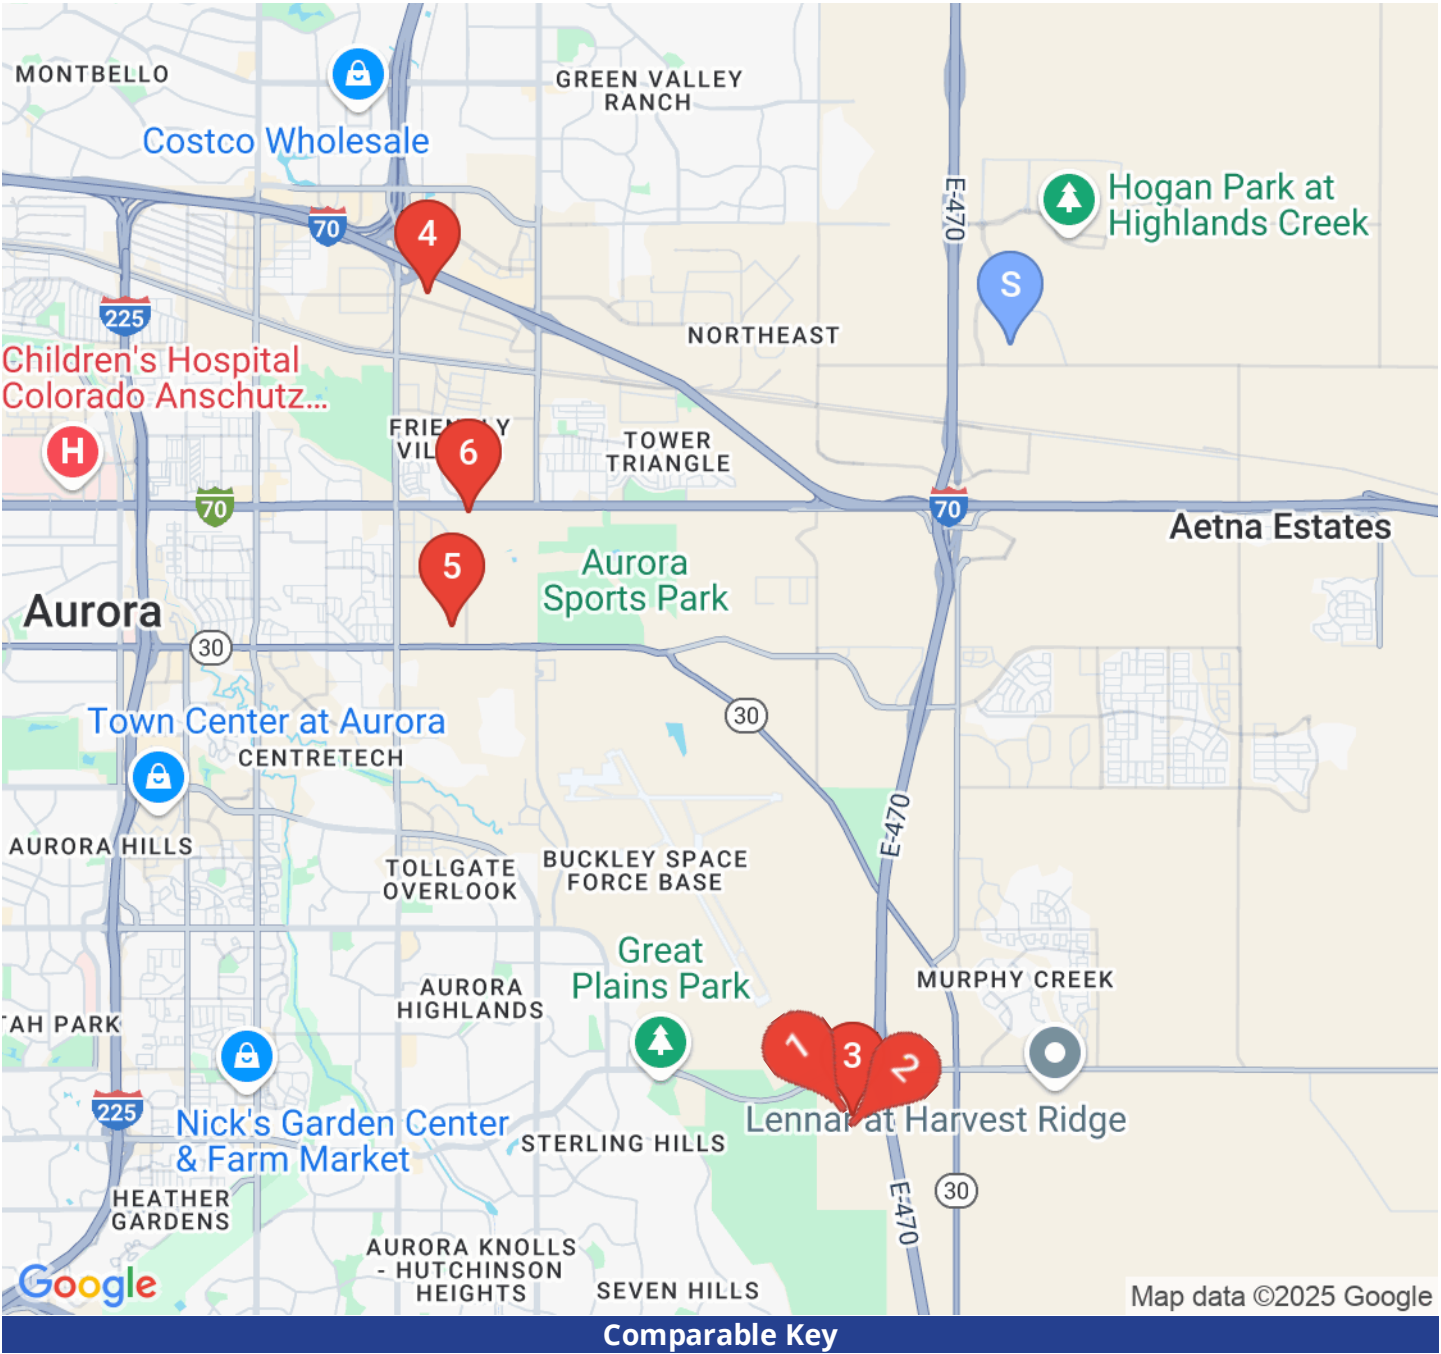 MONTBELLO
GREEN VALLEY
RANCH
Costco Wholesale
E-470
Hogan Park at
Highlands Creek
70
4
S
225
NORTHEAST
Children's Hospital
Colorado Anschutz...
H
6
TOWER
TRIANGLE
70
70
Aetna Estates
5
Aurora
Sports Park
Aurora
30
30
Town Center at Aurora
CENTRETECH
E-470
AURORA HILLS
TOLLGATE
OVERLOOK
BUCKLEY SPACE
FORCE BASE
Great
Plains Park
AURORA
HIGHLANDS
MURPHY CREEK
TAH PARK
1
3
2
225
Nick's Garden Center
& Farm Market
Lennar at Harvest Ridge
STERLING HILLS
30
HEATHER
GARDENS
E-470
AURORA KNOLLS
- HUTCHINSON
HEIGHTS
SEVEN HILLS
Google
Map data ©2025 Google
Comparable Key